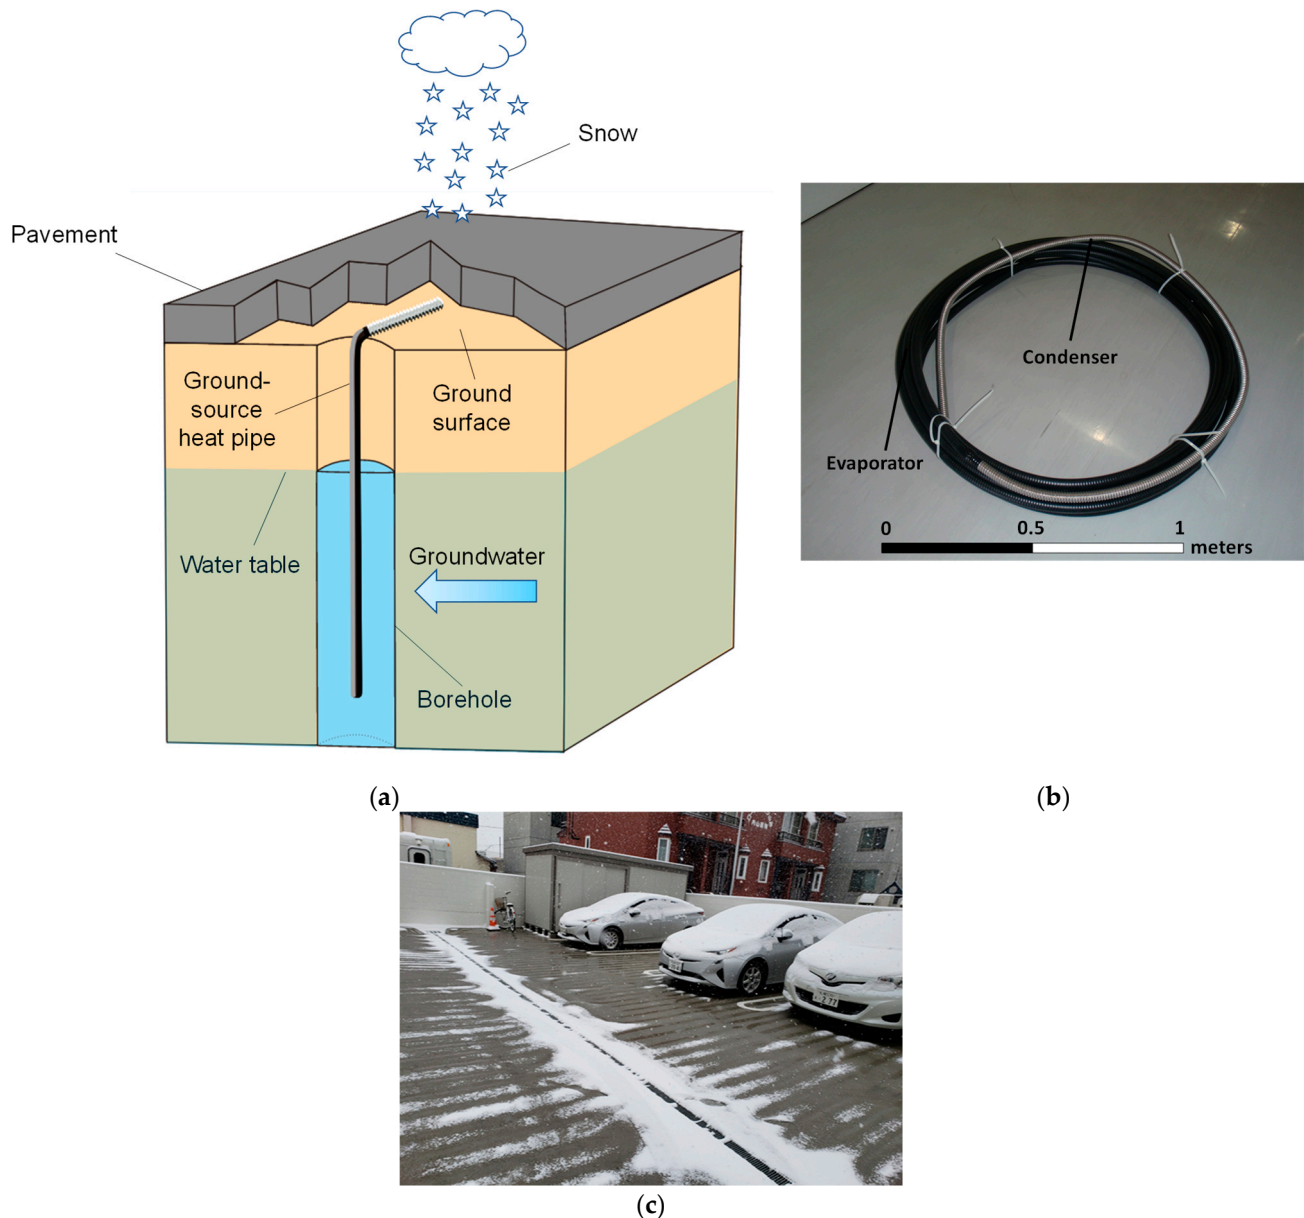 Snow
Pavement
Ground-
source
heat pipe
Ground
surface
Water table
Groundwater
Borehole
Condenser
Evaporator
0
0.5
1
meters
(a)
(b)
(c)